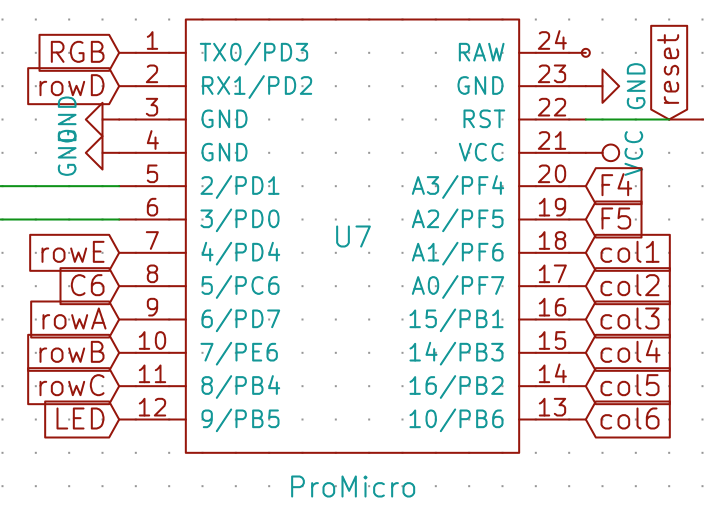 RGB 1 TX0/PD3 RAW 24
rowD 2 RX1/PD2 GND 23 GND
GND 3 GND RST 22 reset
GND 4 GND VCC 21 VCC
5 2/PD1 A3/PF4 20 F4
6 3/PD0 A2/PF5 19 F5
rowE 7 4/PD4 U7 A1/PF6 18 col1
C6 8 5/PC6 A0/PF7 17 col2
rowA 9 6/PD7 15/PB1 16 col3
rowB 10 7/PE6 14/PB3 15 col4
rowC 11 8/PB4 16/PB2 14 col5
LED 12 9/PB5 10/PB6 13 col6
ProMicro